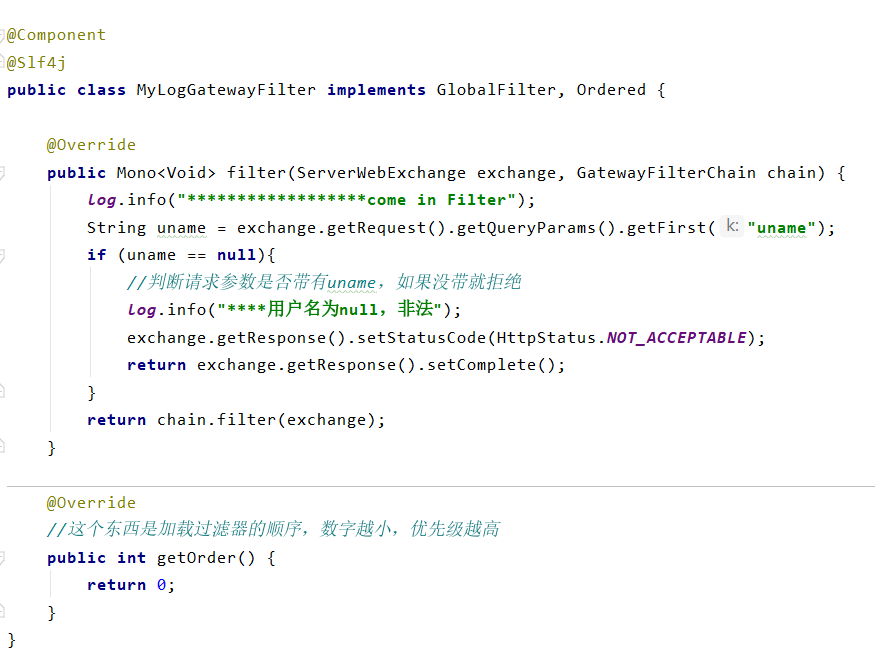 @Component
@Slf4j
public class MyLogGatewayFilter implements GlobalFilter, Ordered {
@Override
public Mono<Void> filter(ServerWebExchange exchange, GatewayFilterChain chain) {
log.info("******************come in Filter");
String uname = exchange.getRequest().getQueryParams().getFirst( k: "uname");
if (uname == null){
//判断请求参数是否带有uname，如果没带就拒绝
log.info("****用户名为null，非法");
exchange.getResponse().setStatusCode(HttpStatus.NOT_ACCEPTABLE);
return exchange.getResponse().setComplete();
}
return chain.filter(exchange);
}
@Override
//这个东西是加载过滤器的顺序，数字越小，优先级越高
public int getOrder() {
return 0;
}
}